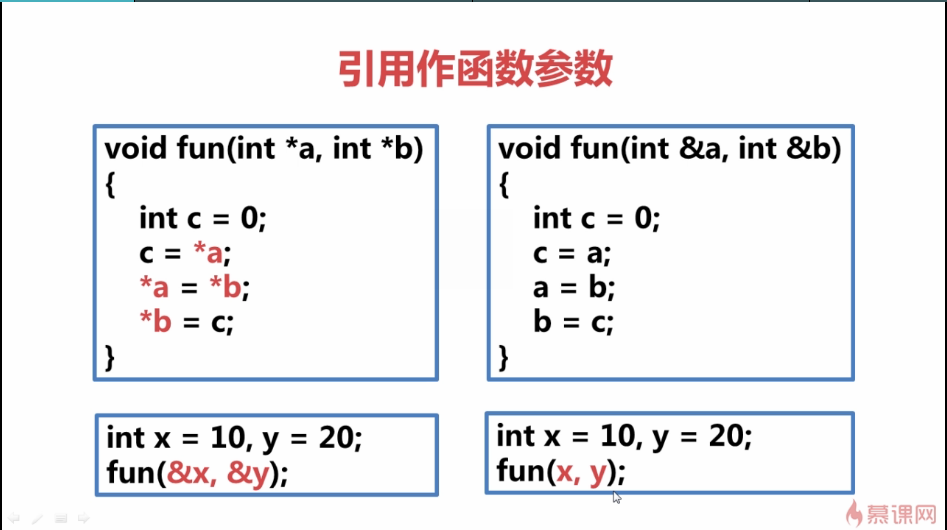 引用作函数参数
void fun(int *a, int *b)
{
int c = 0;
c = *a;
*a = *b;
*b = c;
}
int x = 10, y = 20;
fun(&x, &y);
void fun(int &a, int &b)
{
int c = 0;
c = a;
a = b;
b = c;
}
int x = 10, y = 20;
fun(x, y);
慕课网